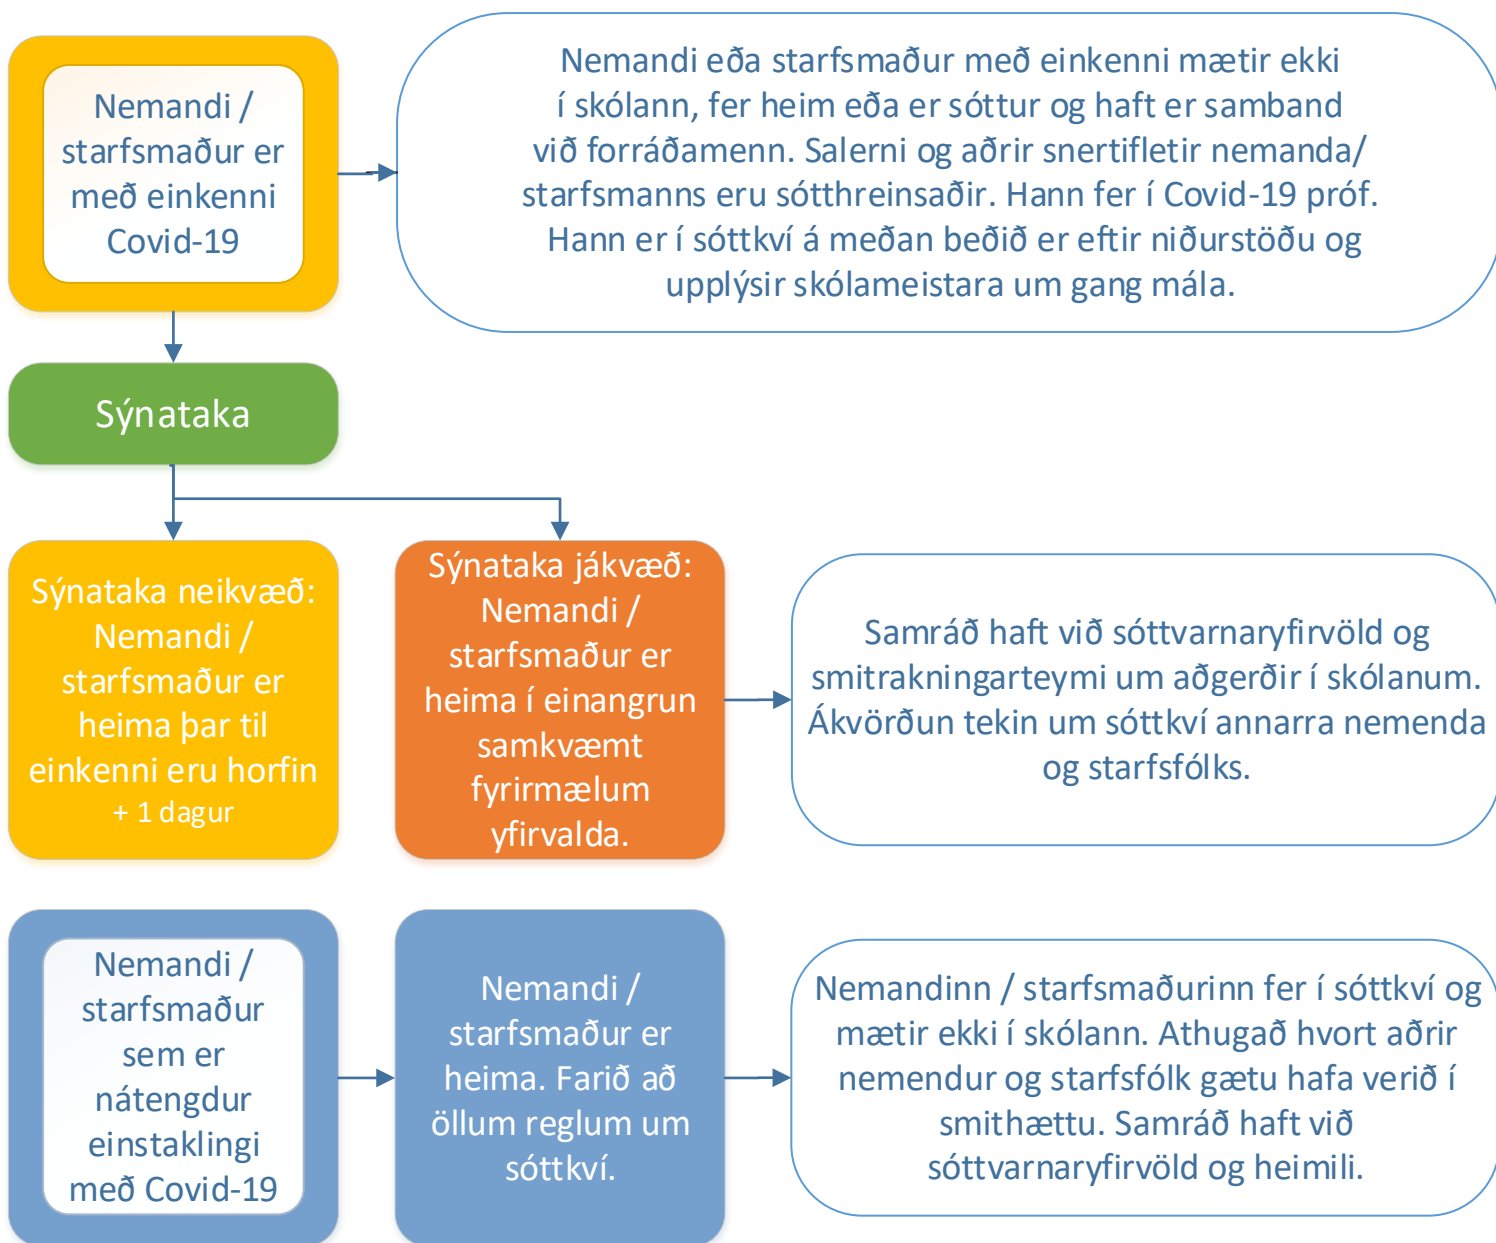 Nemandi /
starfsmaður er
með einkenni
Covid-19
Nemandi eða starfsmaður með einkenni mætir ekki
í skólann, fer heim eða er sóttur og haft er samband
við forráðamenn. Salerni og aðrir snertifletir nemanda/
starfsmanns eru sótthreinsaðir. Hann fer í Covid-19 próf.
Hann er í sóttkví á meðan beðið er eftir niðurstöðu og
upplýsir skólameistara um gang mála.
Sýnataka
Sýnataka neikvæð:
Nemandi /
starfsmaður er
heima þar til
einkenni eru horfin
+ 1 dagur
Sýnataka jákvæð:
Nemandi /
starfsmaður er
heima í einangrun
samkvæmt
fyrirmælum
yfirvalda.
Samráð haft við sóttvarnaryfirvöld og
smitrakningarteymi um aðgerðir í skólanum.
Ákvörðun tekin um sóttkví annarra nemenda
og starfsfólks.
Nemandi /
starfsmaður
sem er
nátengdur
einstaklingi
með Covid-19
Nemandi /
starfsmaður er
heima. Farið að
öllum reglum um
sóttkví.
Nemandinn / starfsmaðurinn fer í sóttkví og
mætir ekki í skólann. Athugað hvort aðrir
nemendur og starfsfólk gætu hafa verið í
smithættu. Samráð haft við
sóttvarnaryfirvöld og heimili.